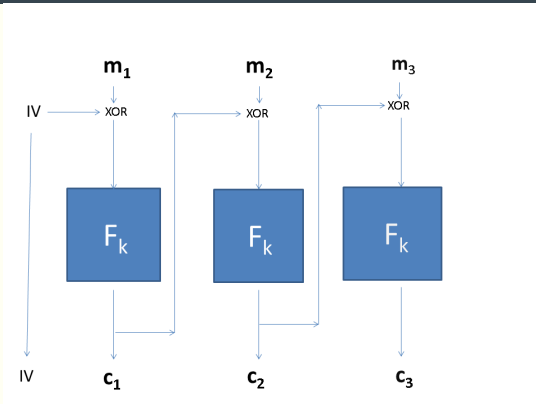 m₁ m₂ m₃
IV XOR XOR XOR
Fₖ Fₖ Fₖ
IV c₁ c₂ c₃